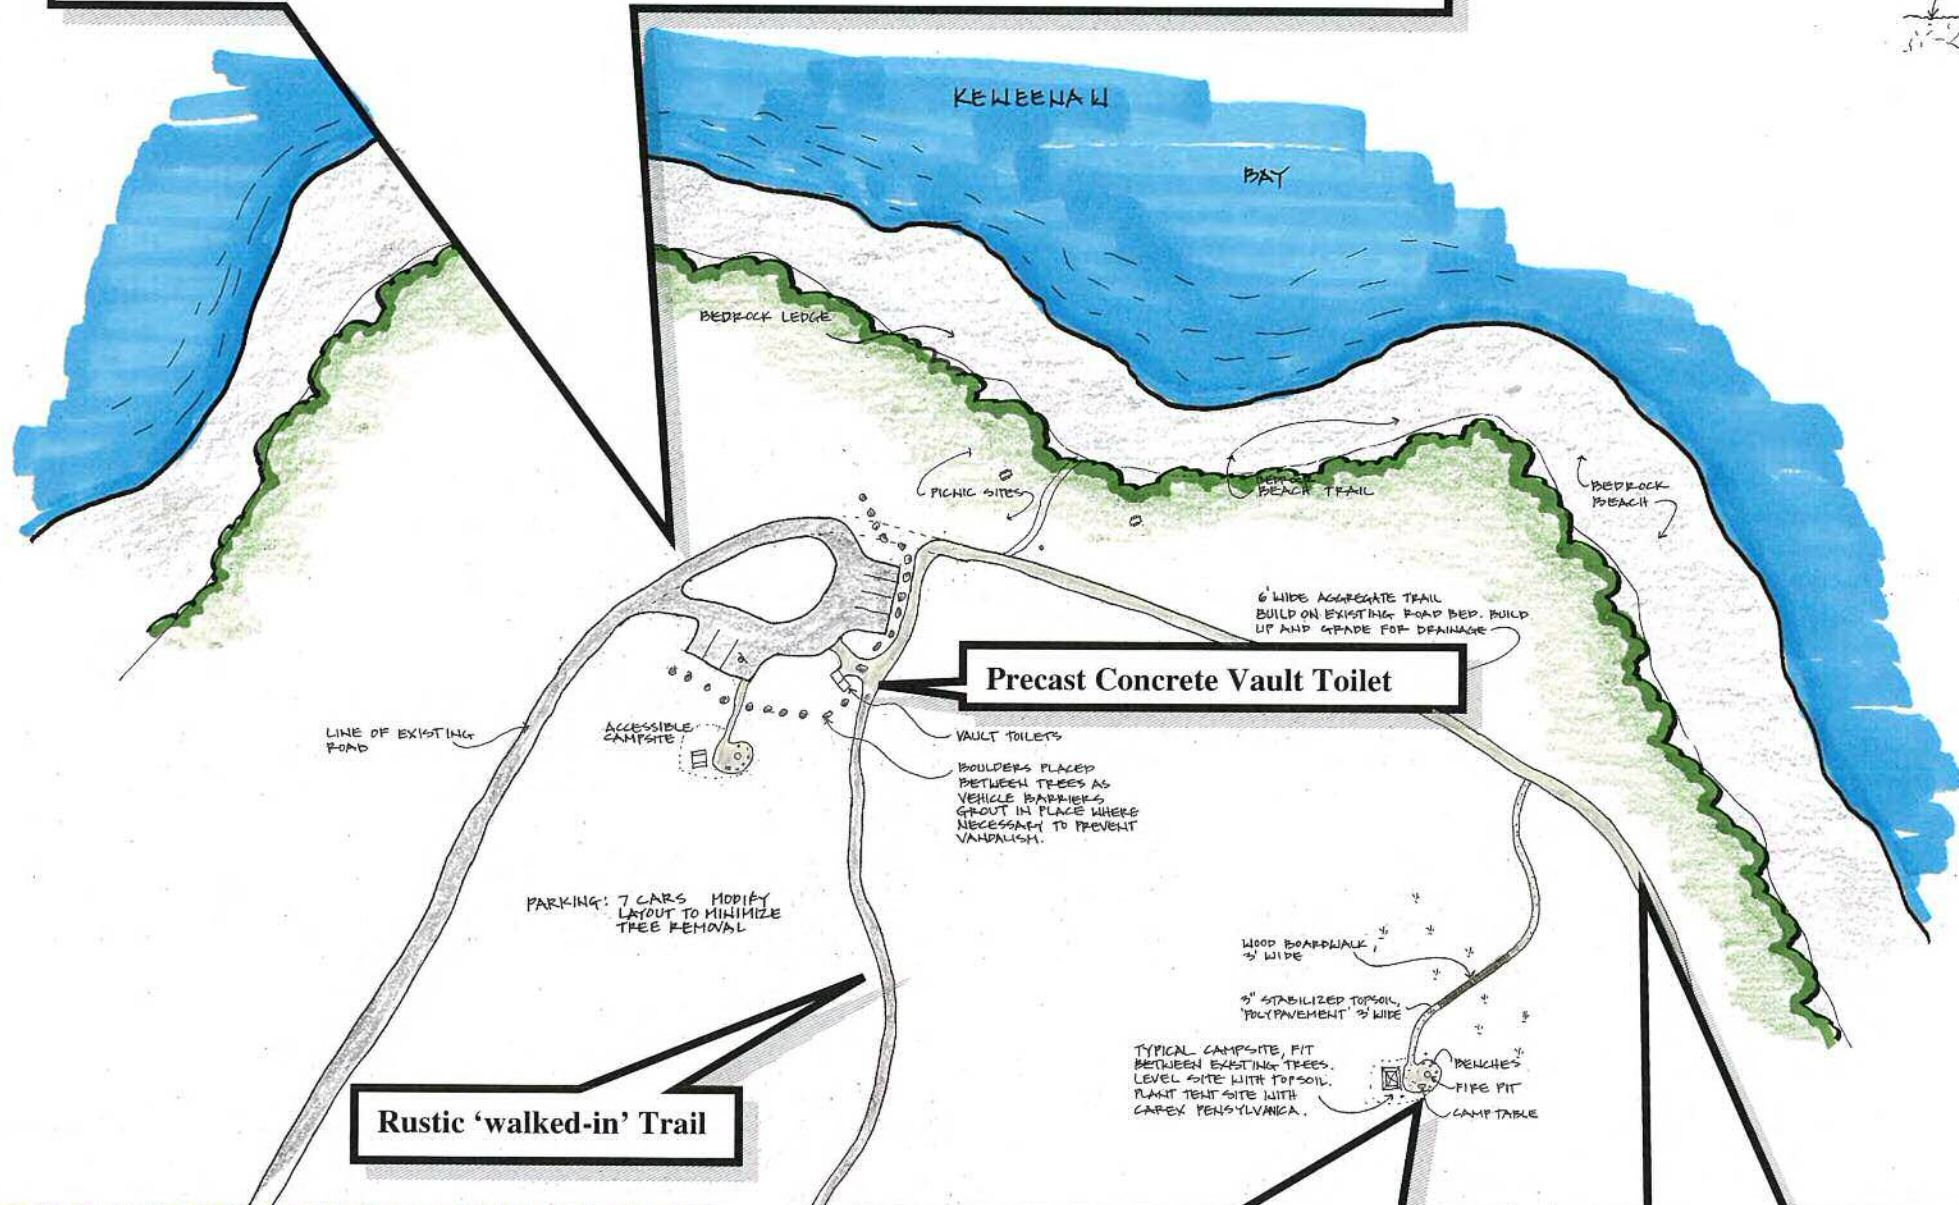 KEWEENAW
BAY
BEDROCK LEDGE
PICNIC SITES
BEACH TRAIL
BEDROCK
BEACH
6' WIDE AGGREGATE TRAIL
BUILD ON EXISTING ROAD BED. BUILD
UP AND GRADE FOR DRAINAGE
Precast Concrete Vault Toilet
LINE OF EXISTING
ROAD
ACCESSIBLE
CAMPSITE
VAULT TOILETS
BOULDERS PLACED
BETWEEN TREES AS
VEHICLE BARRIERS
GROUT IN PLACE WHERE
NECESSARY TO PREVENT
VANDALISM.
PARKING: 7 CARS MODIFY
LAYOUT TO MINIMIZE
TREE REMOVAL
WOOD BOARDWALK,
3' WIDE
3" STABILIZED TOPSOIL,
'POLYPAVEMENT' 3' WIDE
TYPICAL CAMPSITE, FIT
BETWEEN EXISTING TREES.
LEVEL SITE WITH TOPSOIL.
PLANT TENT SITE WITH
CAREX PENSYLVANICA.
BENCHES
FIRE PIT
CAMP TABLE
Rustic ‘walked-in’ Trail